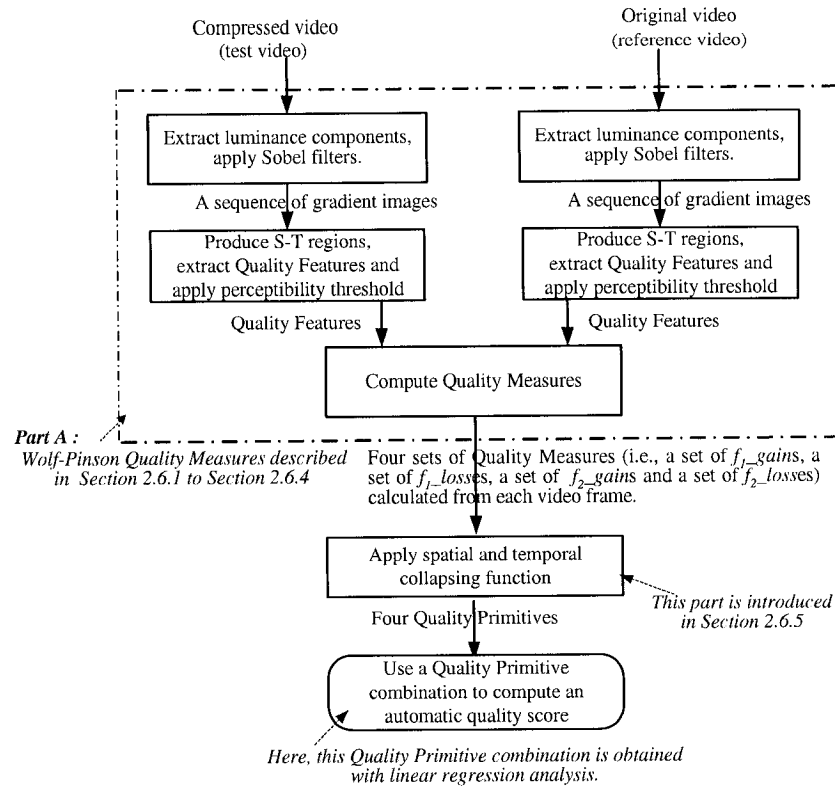 Compressed video
(test video)
Original video
(reference video)
Extract luminance components,
apply Sobel filters.
Extract luminance components,
apply Sobel filters.
A sequence of gradient images
A sequence of gradient images
Produce S-T regions,
extract Quality Features and
apply perceptibility threshold
Produce S-T regions,
extract Quality Features and
apply perceptibility threshold
Quality Features
Quality Features
Compute Quality Measures
Part A :
Wolf-Pinson Quality Measures described
in Section 2.6.1 to Section 2.6.4
Four sets of Quality Measures (i.e., a set of f₁_gains, a
set of f₁_losses, a set of f₂_gains and a set of f₂_losses)
calculated from each video frame.
Apply spatial and temporal
collapsing function
This part is introduced
in Section 2.6.5
Four Quality Primitives
Use a Quality Primitive
combination to compute an
automatic quality score
Here, this Quality Primitive combination is obtained
with linear regression analysis.